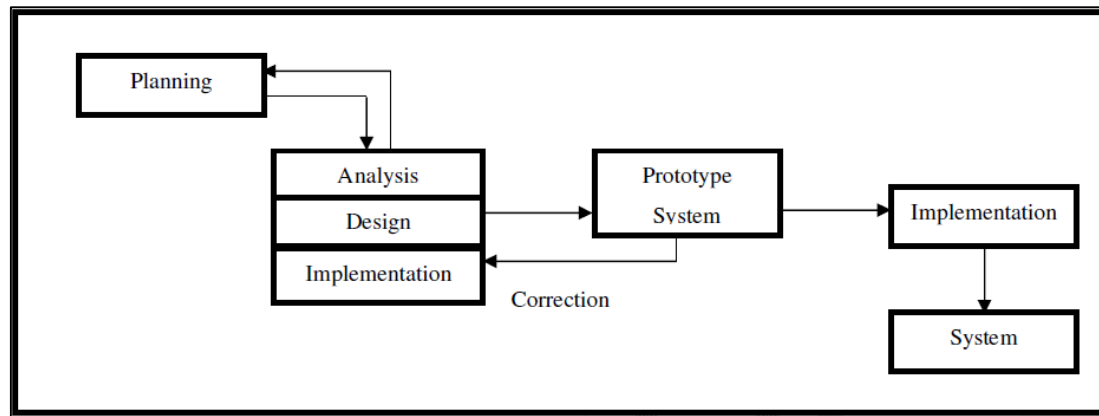 Planning
Analysis
Design
Implementation
Prototype
System
Correction
Implementation
System